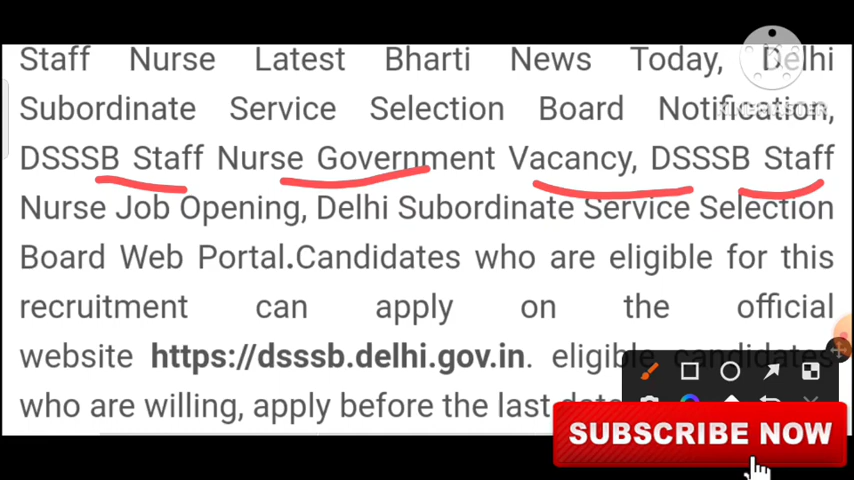 Staff Nurse Latest Bharti News Today, Delhi
Subordinate Service Selection Board Notification,
DSSSB Staff Nurse Government Vacancy, DSSSB Staff
Nurse Job Opening, Delhi Subordinate Service Selection
Board Web Portal.Candidates who are eligible for this
recruitment can apply on the official
website https://dsssb.delhi.gov.in. eligible candidates
who are willing, apply before the last date
KINEMASTER
SUBSCRIBE NOW